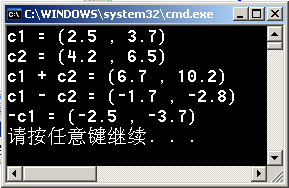 C:\WINDOWS\system32\cmd.exe
c1 = (2.5 , 3.7)
c2 = (4.2 , 6.5)
c1 + c2 = (6.7 , 10.2)
c1 - c2 = (-1.7 , -2.8)
-c1 = (-2.5 , -3.7)
请按任意键继续. . .